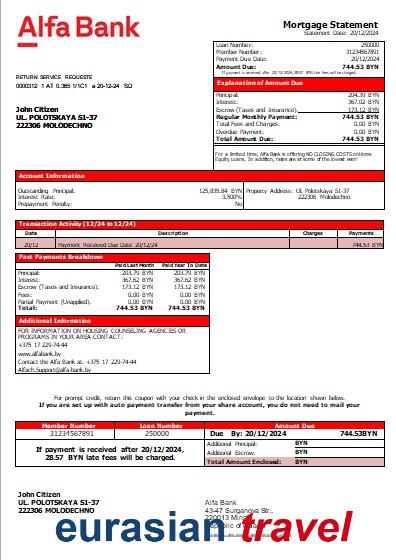 Alfa Bank
Mortgage Statement
Statement Date: 20/12/2024
Loan Number: 250000
Member Number: 31234567891
Payment Due Date: 20/12/2024
Amount Due: 744.53 BYN
If payment is received after 20/12/2024, 28.57 BYN late fees will be charged.
RETURN SERVICE REQUESTE
0000312 1 AT 0.365 1/1C1 a 20-12-24 SO
Explanation of Amount Due
Principal: 204.39 BYN
Interest: 367.02 BYN
Escrow (Taxes and Insurance): 173.12 BYN
Regular Monthly Payment: 744.53 BYN
Total Fees and Charges: 0.00 BYN
Overdue Payment: 0.00 BYN
Total Amount Due: 744.53 BYN
John Citizen
UL. POLOTSKAYA 51-37
222306 MOLODECHNO
For a limited time, Alfa Bank is offering NO CLOSING COSTS on Home
Equity Loans. In addition, rates are at some of the lowest ever!
Account Information
Outstanding Principal: 125,835.84 BYN
Interest Rate: 3.500%
Prepayment Penalty: No
Property Address: UL Polotskaya 51-37
222306 Molodechno
Transaction Activity (12/24 to 12/24)
Date Description Charges Payments
20/12 Payment Received Due Date 20/12/24 744.53 BYN
Past Payments Breakdown
Paid Last Month Paid Year To Date
Principal: 203.79 BYN 203.79 BYN
Interest: 367.62 BYN 367.62 BYN
Escrow (Taxes and Insurance): 173.12 BYN 173.12 BYN
Fees: 0.00 BYN 0.00 BYN
Partial Payment (Unapplied): 0.00 BYN 0.00 BYN
Total: 744.53 BYN 744.53 BYN
Additional Information
FOR INFORMATION ON HOUSING COUNSELING AGENCIES OR
PROGRAMS IN YOUR AREA CONTACT:
+375 17 229-74-44
www.alfabank.by
Contact the Alfa Bank at: +375 17 229-74-44
Alfach.Support@alfa-bank.by
For prompt credit, return this coupon with your check in the enclosed envelope to the location shown below.
If you are set up with auto payment transfer from your share account, you do not need to mail your
payment.
Member Number Loan Number Amount Due
31234567891 250000 Due By: 20/12/2024 744.53BYN
If payment is received after 20/12/2024,
28.57 BYN late fees will be charged.
Additional Principal: BYN
Additional Escrow: BYN
Total Amount Enclosed: BYN
John Citizen
UL. POLOTSKAYA 51-37
222306 MOLODECHNO
Alfa Bank
43-47 Surganova Str.,
220013 Minsk
eurasian travel